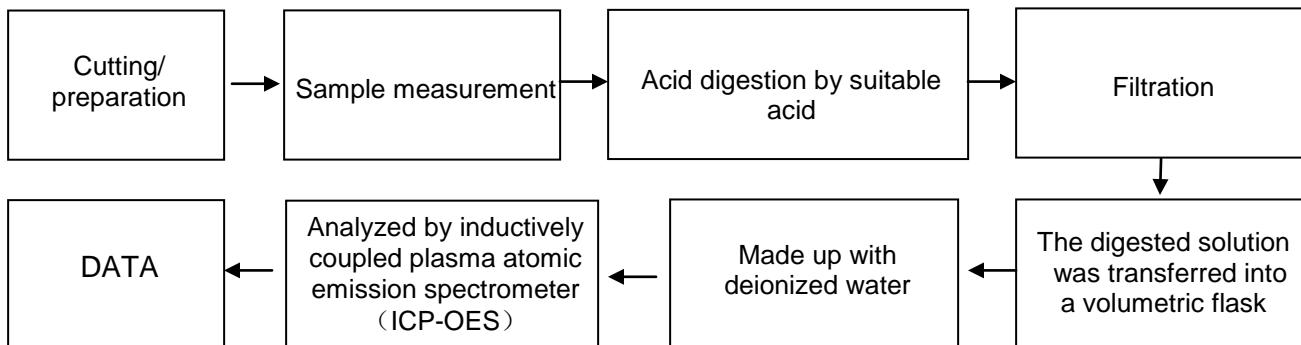 Cutting/
preparation
Sample measurement
Acid digestion by suitable
acid
Filtration
The digested solution
was transferred into
a volumetric flask
Made up with
deionized water
Analyzed by inductively
coupled plasma atomic
emission spectrometer
（ICP-OES）
DATA